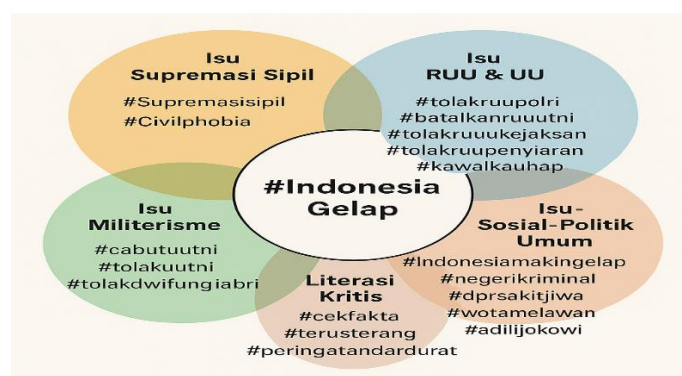 Isu
Supremasi Sipil
#Supremasisipil
#Civilphobia
Isu
RUU & UU
#tolakruupolri
#batalkanruuutni
#tolakruuukejaksan
#tolakruupenyiaran
#kawalkauhap
#Indonesia
Gelap
Isu
Militerisme
#cabutuutni
#tolakuutni
#tolakdwifungiabri
Literasi
Kritis
#cekfakta
#terusterang
#peringatandardurat
Isu-
Sosial-Politik
Umum
#Indonesiamakingelap
#negerikriminal
#dprsakitjiwa
#wotamelawan
#adilijokowi